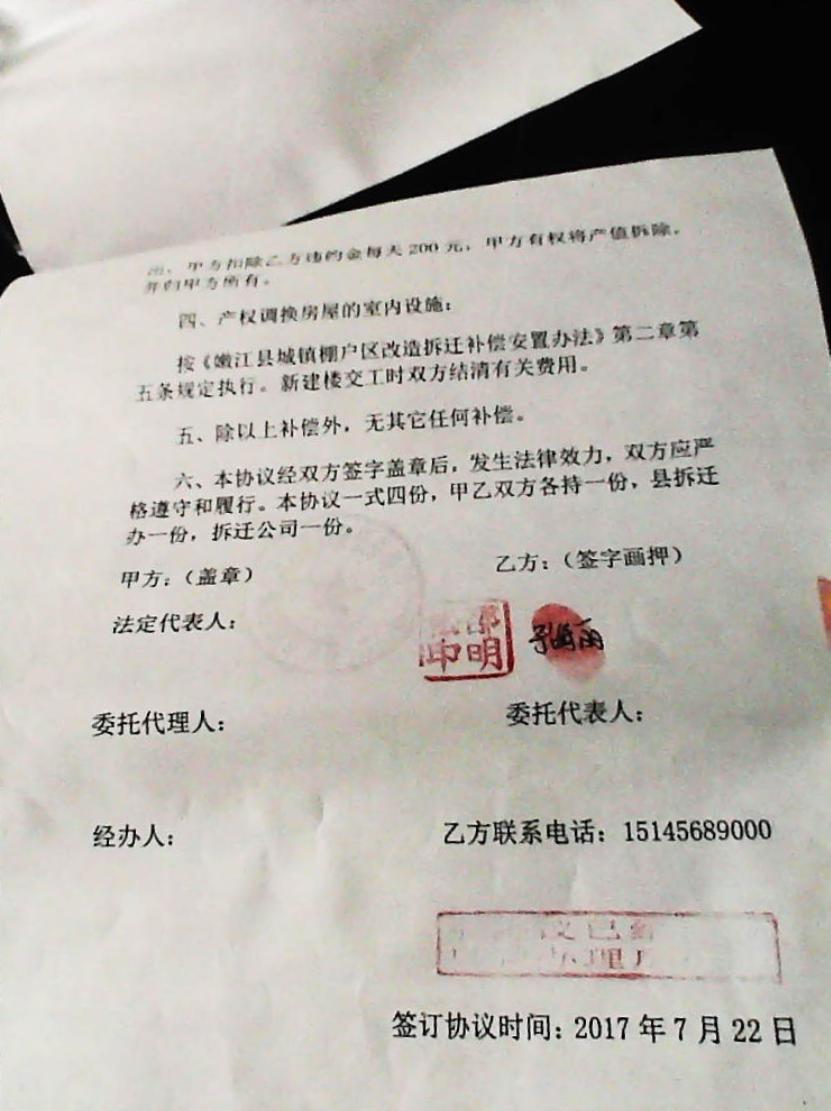 甲方扣除乙方违约金每天200元，甲方有权将产值拆除，
并归甲方所有。
四、产权调换房屋的室内设施：
按《嫩江县城镇棚户区改造拆迁补偿安置办法》第二章第
五条规定执行。新建楼交工时双方结清有关费用。
五、除以上补偿外，无其它任何补偿。
六、本协议经双方签字盖章后，发生法律效力，双方应严
格遵守和履行。本协议一式四份，甲乙双方各持一份，县拆迁
办一份，拆迁公司一份。
甲方：（盖章） 乙方：（签字画押）
法定代表人：
邵
印明
丽
委托代理人： 委托代表人：
经办人： 乙方联系电话：15145689000
议已
办理
签订协议时间：2017年7月22日